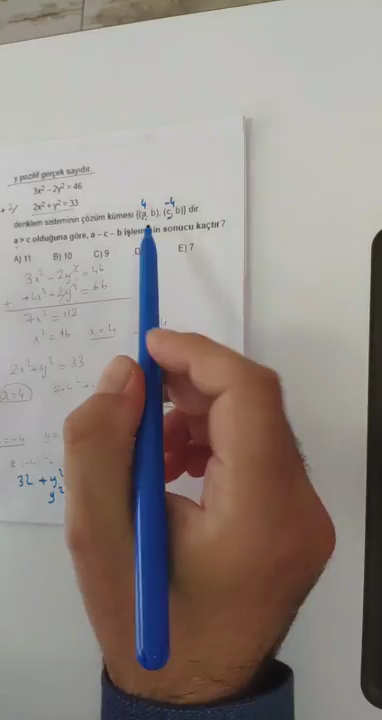 y pozitif gerçek sayıdır.
3x² − 2y² = 46
2x² + y² = 33
4 -4
denklem sisteminin çözüm kümesi {(a, b), (c, b)} dir.
a > c olduğuna göre, a − c − b işleminin sonucu kaçtır?
A) 11 B) 10 C) 9 E) 7
3x² − 2y² = 46
+ +4x² + 2y² = 66
7x² = 112
x² = 16 x = 4
2x² + y² = 33
a=4
= −4 y =
32 + y²
y²